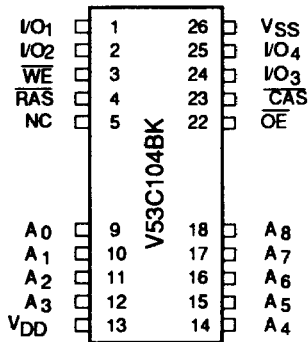 I/O1 1 26 VSS
I/O2 2 25 I/O4
WE 3 24 I/O3
RAS 4 23 CAS
NC 5 22 OE
V53C104BK
A0 9 18 A8
A1 10 17 A7
A2 11 16 A6
A3 12 15 A5
VDD 13 14 A4